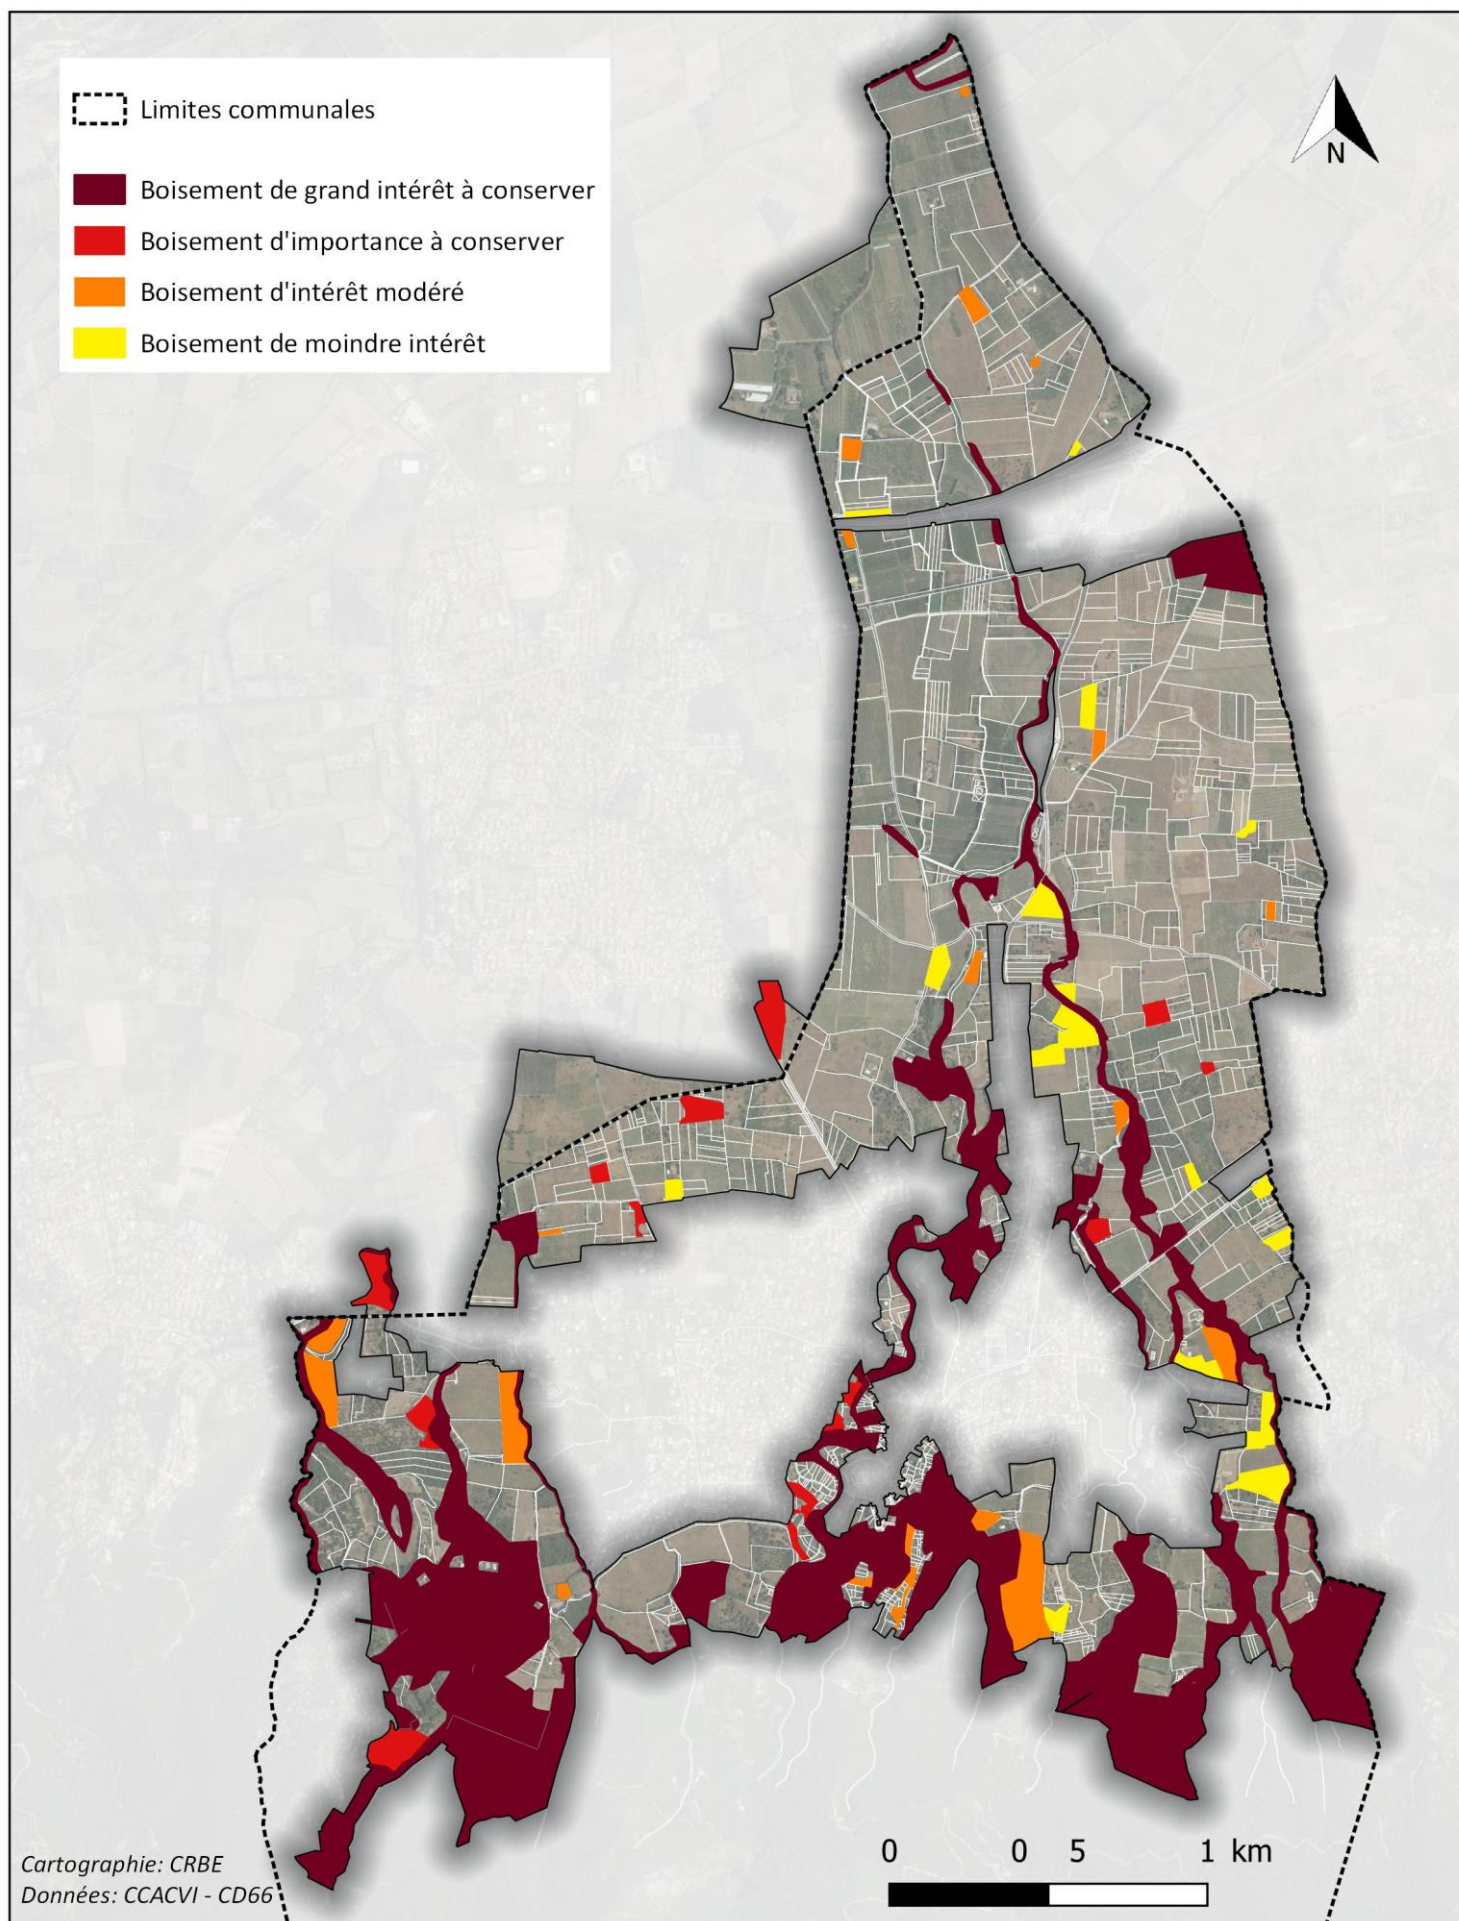 Limites communales
Boisement de grand intérêt à conserver
Boisement d'importance à conserver
Boisement d'intérêt modéré
Boisement de moindre intérêt
N
0 0 5 1 km
Cartographie: CRBE
Données: CCACVI - CD66